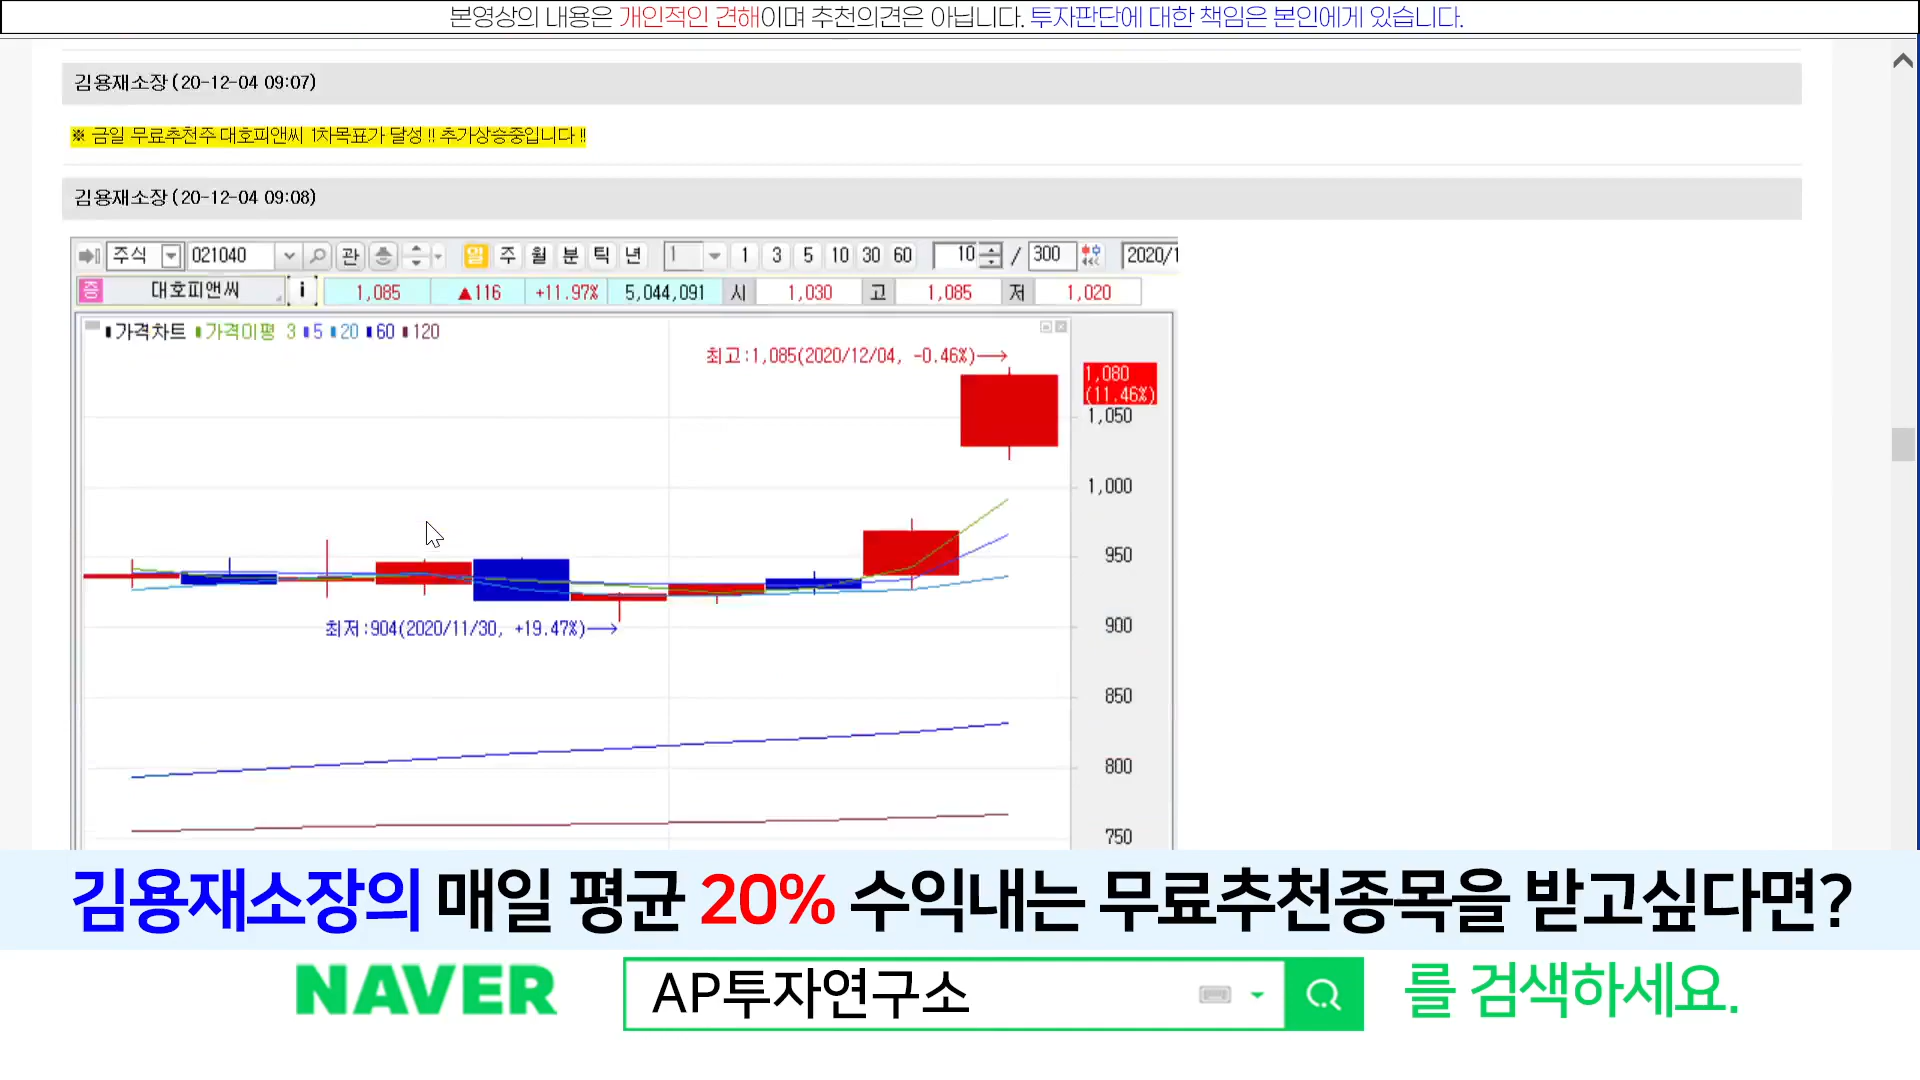 본영상의 내용은 개인적인 견해이며 추천의견은 아닙니다. 투자판단에 대한 책임은 본인에게 있습니다.
김용재소장 (20-12-04 09:07)
※ 금일 무료추천주 대호피앤씨 1차목표가 달성 !! 추가상승중입니다 !!
김용재소장 (20-12-04 09:08)
주식 021040 관 일 주 월 분 틱 년 1 1 3 5 10 30 60 10 / 300 2020/1
증 대호피앤씨 i 1,085 ▲116 +11.97% 5,044,091 시 1,030 고 1,085 저 1,020
가격차트 가격이평 3 5 20 60 120
최고:1,085(2020/12/04, -0.46%)→
1,080
(11.46%)
1,050
1,000
950
900
최저:904(2020/11/30, +19.47%)→
850
800
750
김용재소장의 매일 평균 20% 수익내는 무료추천종목을 받고싶다면?
NAVER AP투자연구소 를 검색하세요.